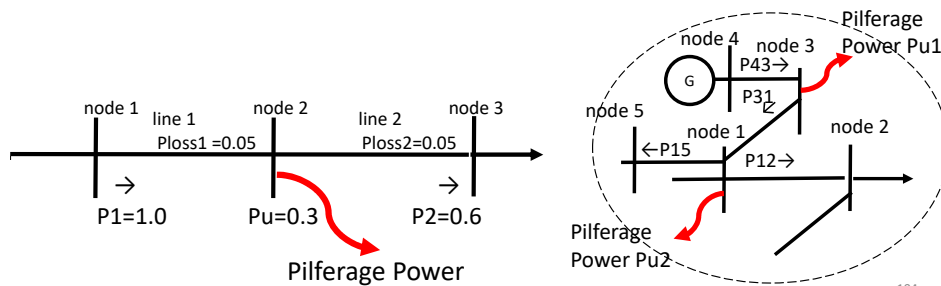 node 1
node 2
node 3
line 1
line 2
Ploss1 =0.05
Ploss2=0.05
→
→
P1=1.0
Pu=0.3
P2=0.6
Pilferage Power
Pilferage
Power Pu1
node 4
node 3
P43→
G
P31
↙
node 5
node 1
node 2
←P15
P12→
Pilferage
Power Pu2